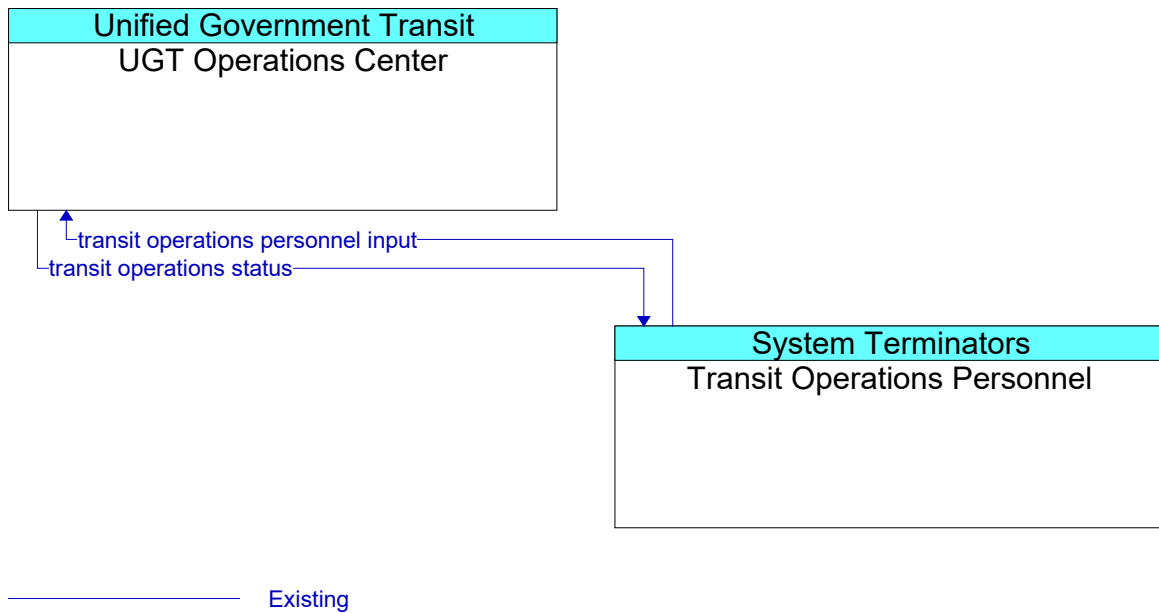 Unified Government Transit
UGT Operations Center
transit operations personnel input
transit operations status
System Terminators
Transit Operations Personnel
Existing